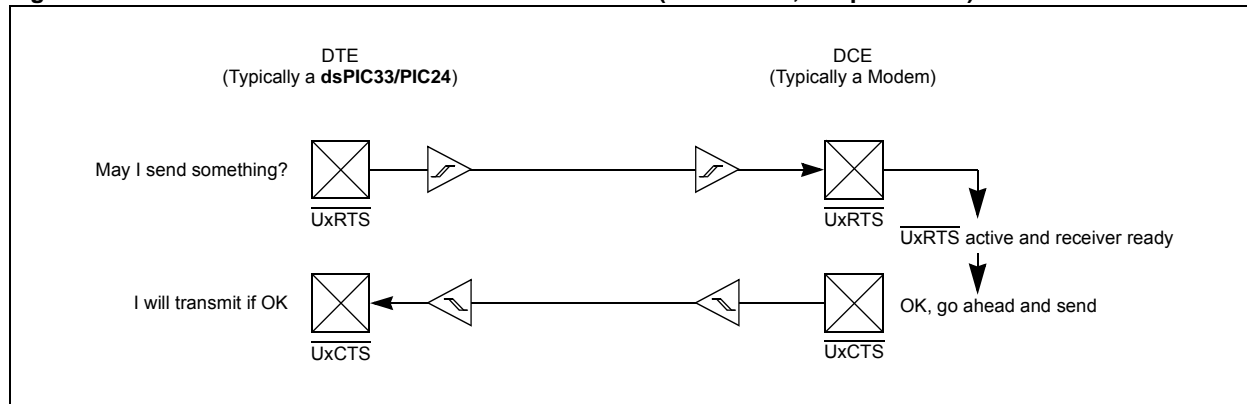 DTE
(Typically a dsPIC33/PIC24)
DCE
(Typically a Modem)
May I send something?
UxRTS
UxRTS
UxRTS active and receiver ready
I will transmit if OK
OK, go ahead and send
UxCTS
UxCTS